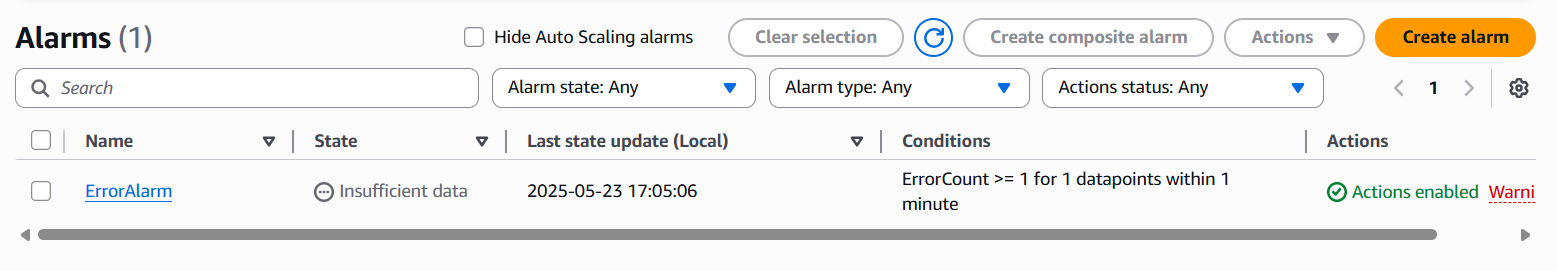 Alarms (1)
Hide Auto Scaling alarms
Clear selection
Create composite alarm
Actions
Create alarm
Search
Alarm state: Any
Alarm type: Any
Actions status: Any
1
Name
State
Last state update (Local)
Conditions
Actions
ErrorAlarm
Insufficient data
2025-05-23 17:05:06
ErrorCount >= 1 for 1 datapoints within 1
minute
Actions enabled
Warni